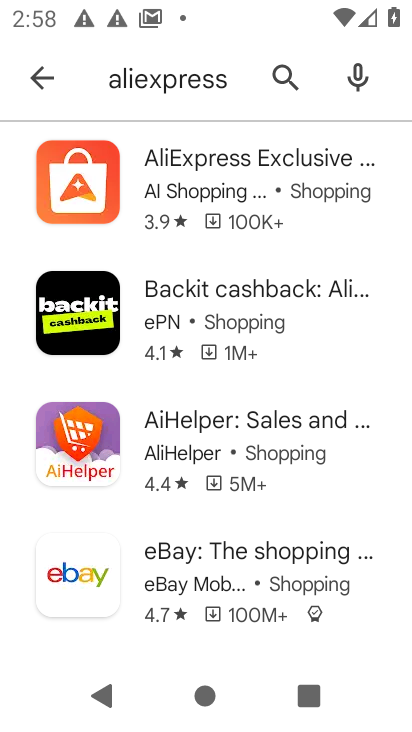 2:58
aliexpress
AliExpress Exclusive ...
AI Shopping ... • Shopping
3.9★ 100K+
backit
cashback
Backit cashback: Ali...
ePN • Shopping
4.1★ 1M+
AiHelper
AiHelper: Sales and ...
AliHelper • Shopping
4.4★ 5M+
ebay
eBay: The shopping ...
eBay Mob... • Shopping
4.7★ 100M+